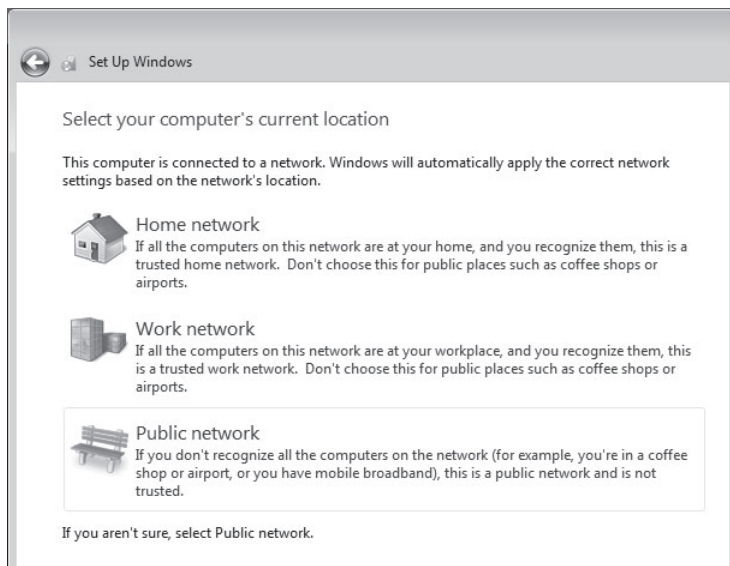 Set Up Windows
Select your computer's current location
This computer is connected to a network. Windows will automatically apply the correct network
settings based on the network's location.
Home network
If all the computers on this network are at your home, and you recognize them, this is a
trusted home network.  Don't choose this for public places such as coffee shops or
airports.
Work network
If all the computers on this network are at your workplace, and you recognize them, this
is a trusted work network.  Don't choose this for public places such as coffee shops or
airports.
Public network
If you don't recognize all the computers on the network (for example, you're in a coffee
shop or airport, or you have mobile broadband), this is a public network and is not
trusted.
If you aren't sure, select Public network.